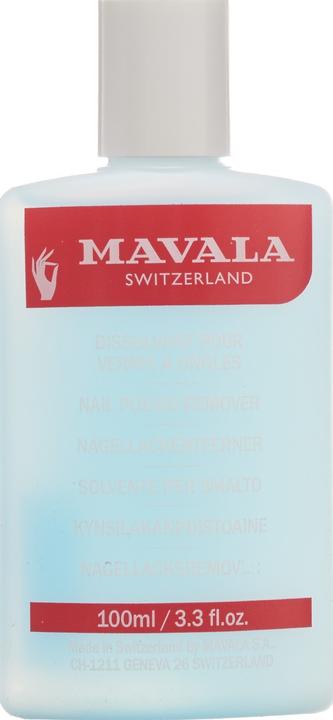 MAVALA
SWITZERLAND
DISSOLVANT POUR
VERNIS A ONGLES
NAIL POLISH REMOVER
NAGELLACKENTFERNER
SOLVENTE PER SMALTO
KYNSILAKANPOISTOAINE
100ml / 3.3 fl.oz.
Made in Switzerland by MAVALA S.A.
CH-1211 GENEVA 26 SWITZERLAND